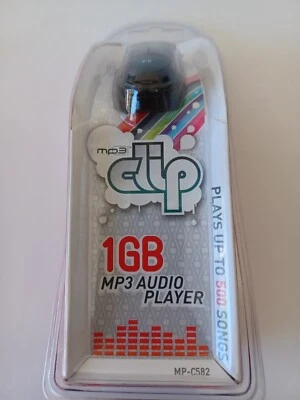 mp3
clip
1GB
MP3 AUDIO
PLAYER
PLAYS UP TO 500 SONGS
MP-C582